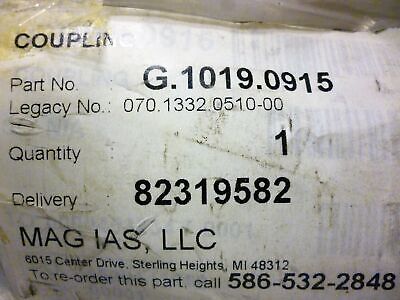 COUPLING
Part No. : G.1019.0915
Legacy No.: 070.1332.0510-00
Quantity 1
Delivery : 82319582
MAG IAS, LLC
6015 Center Drive, Sterling Heights, MI 48312
To re-order this part, call 586-532-2848